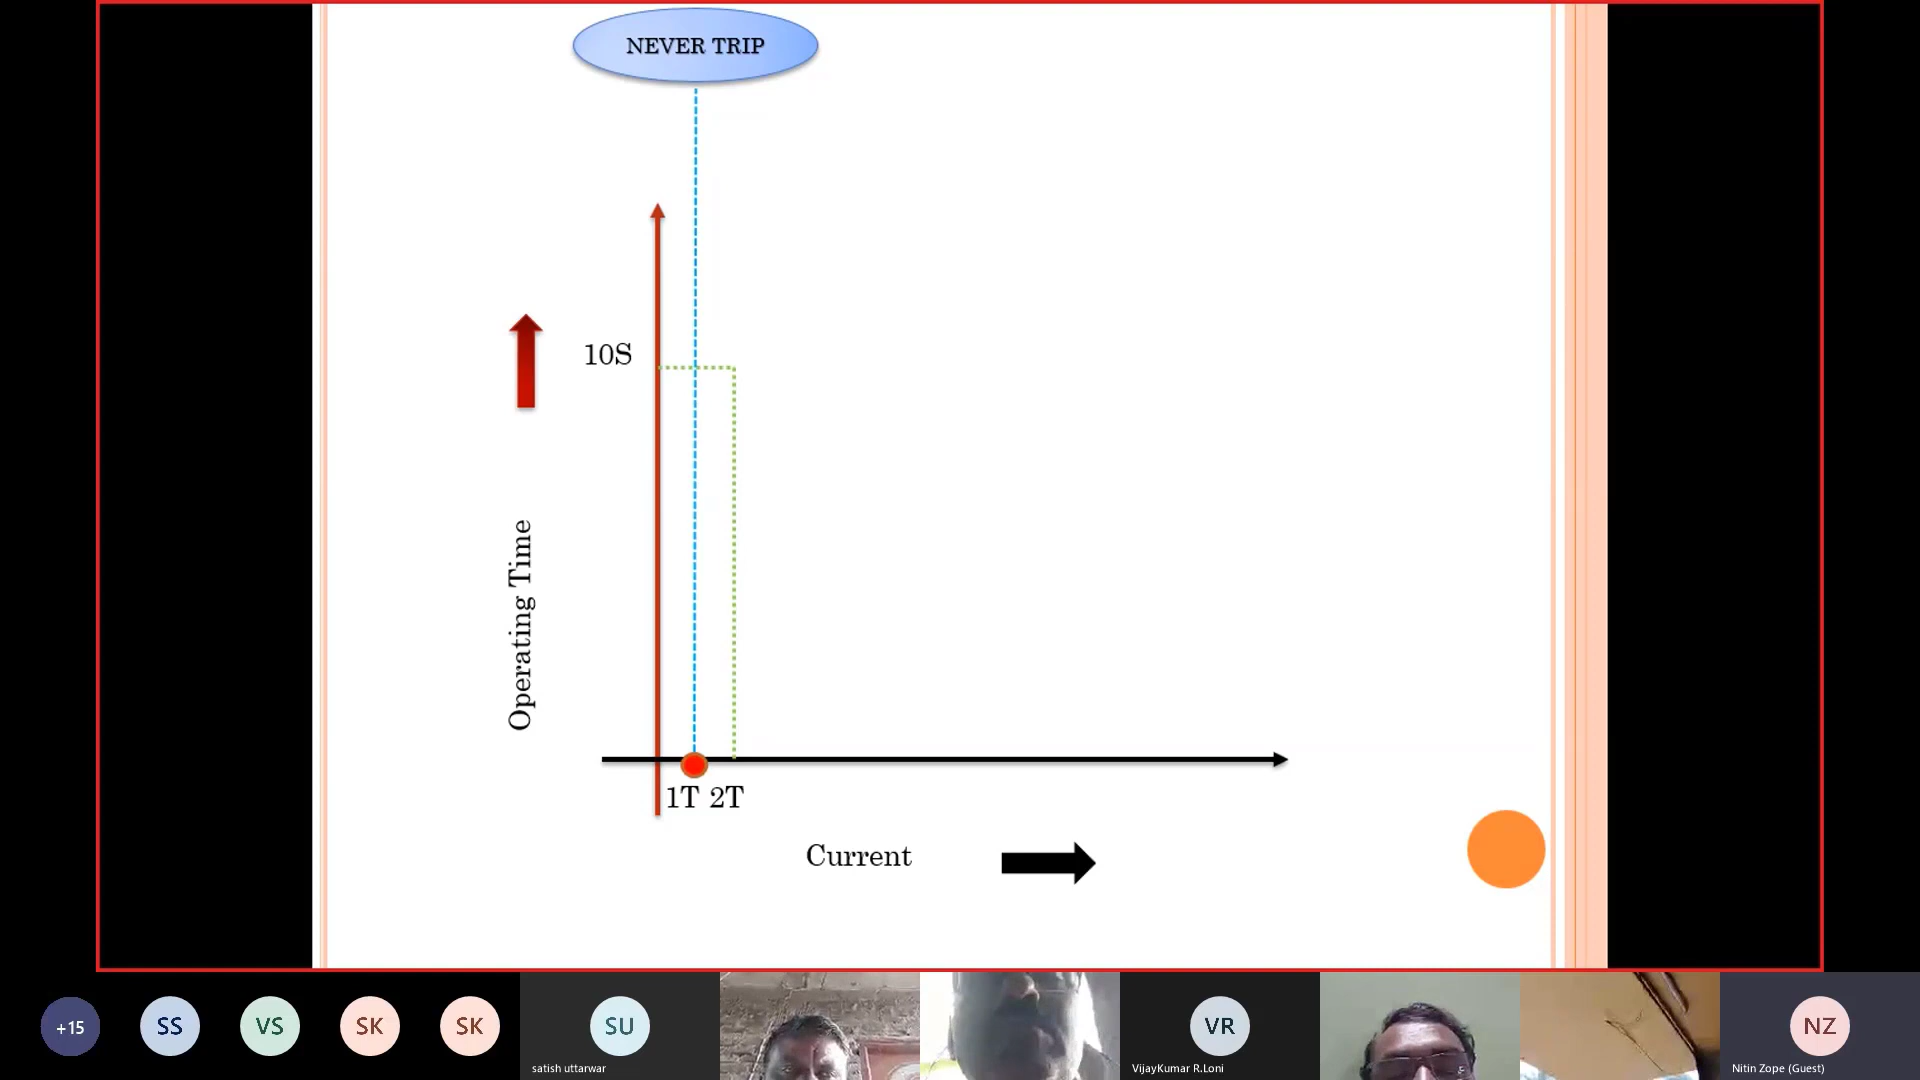 NEVER TRIP
10S
Operating Time
1T 2T
Current
+15
SS
VS
SK
SK
SU
satish uttarwar
VR
VijayKumar R.Loni
NZ
Nitin Zope (Guest)